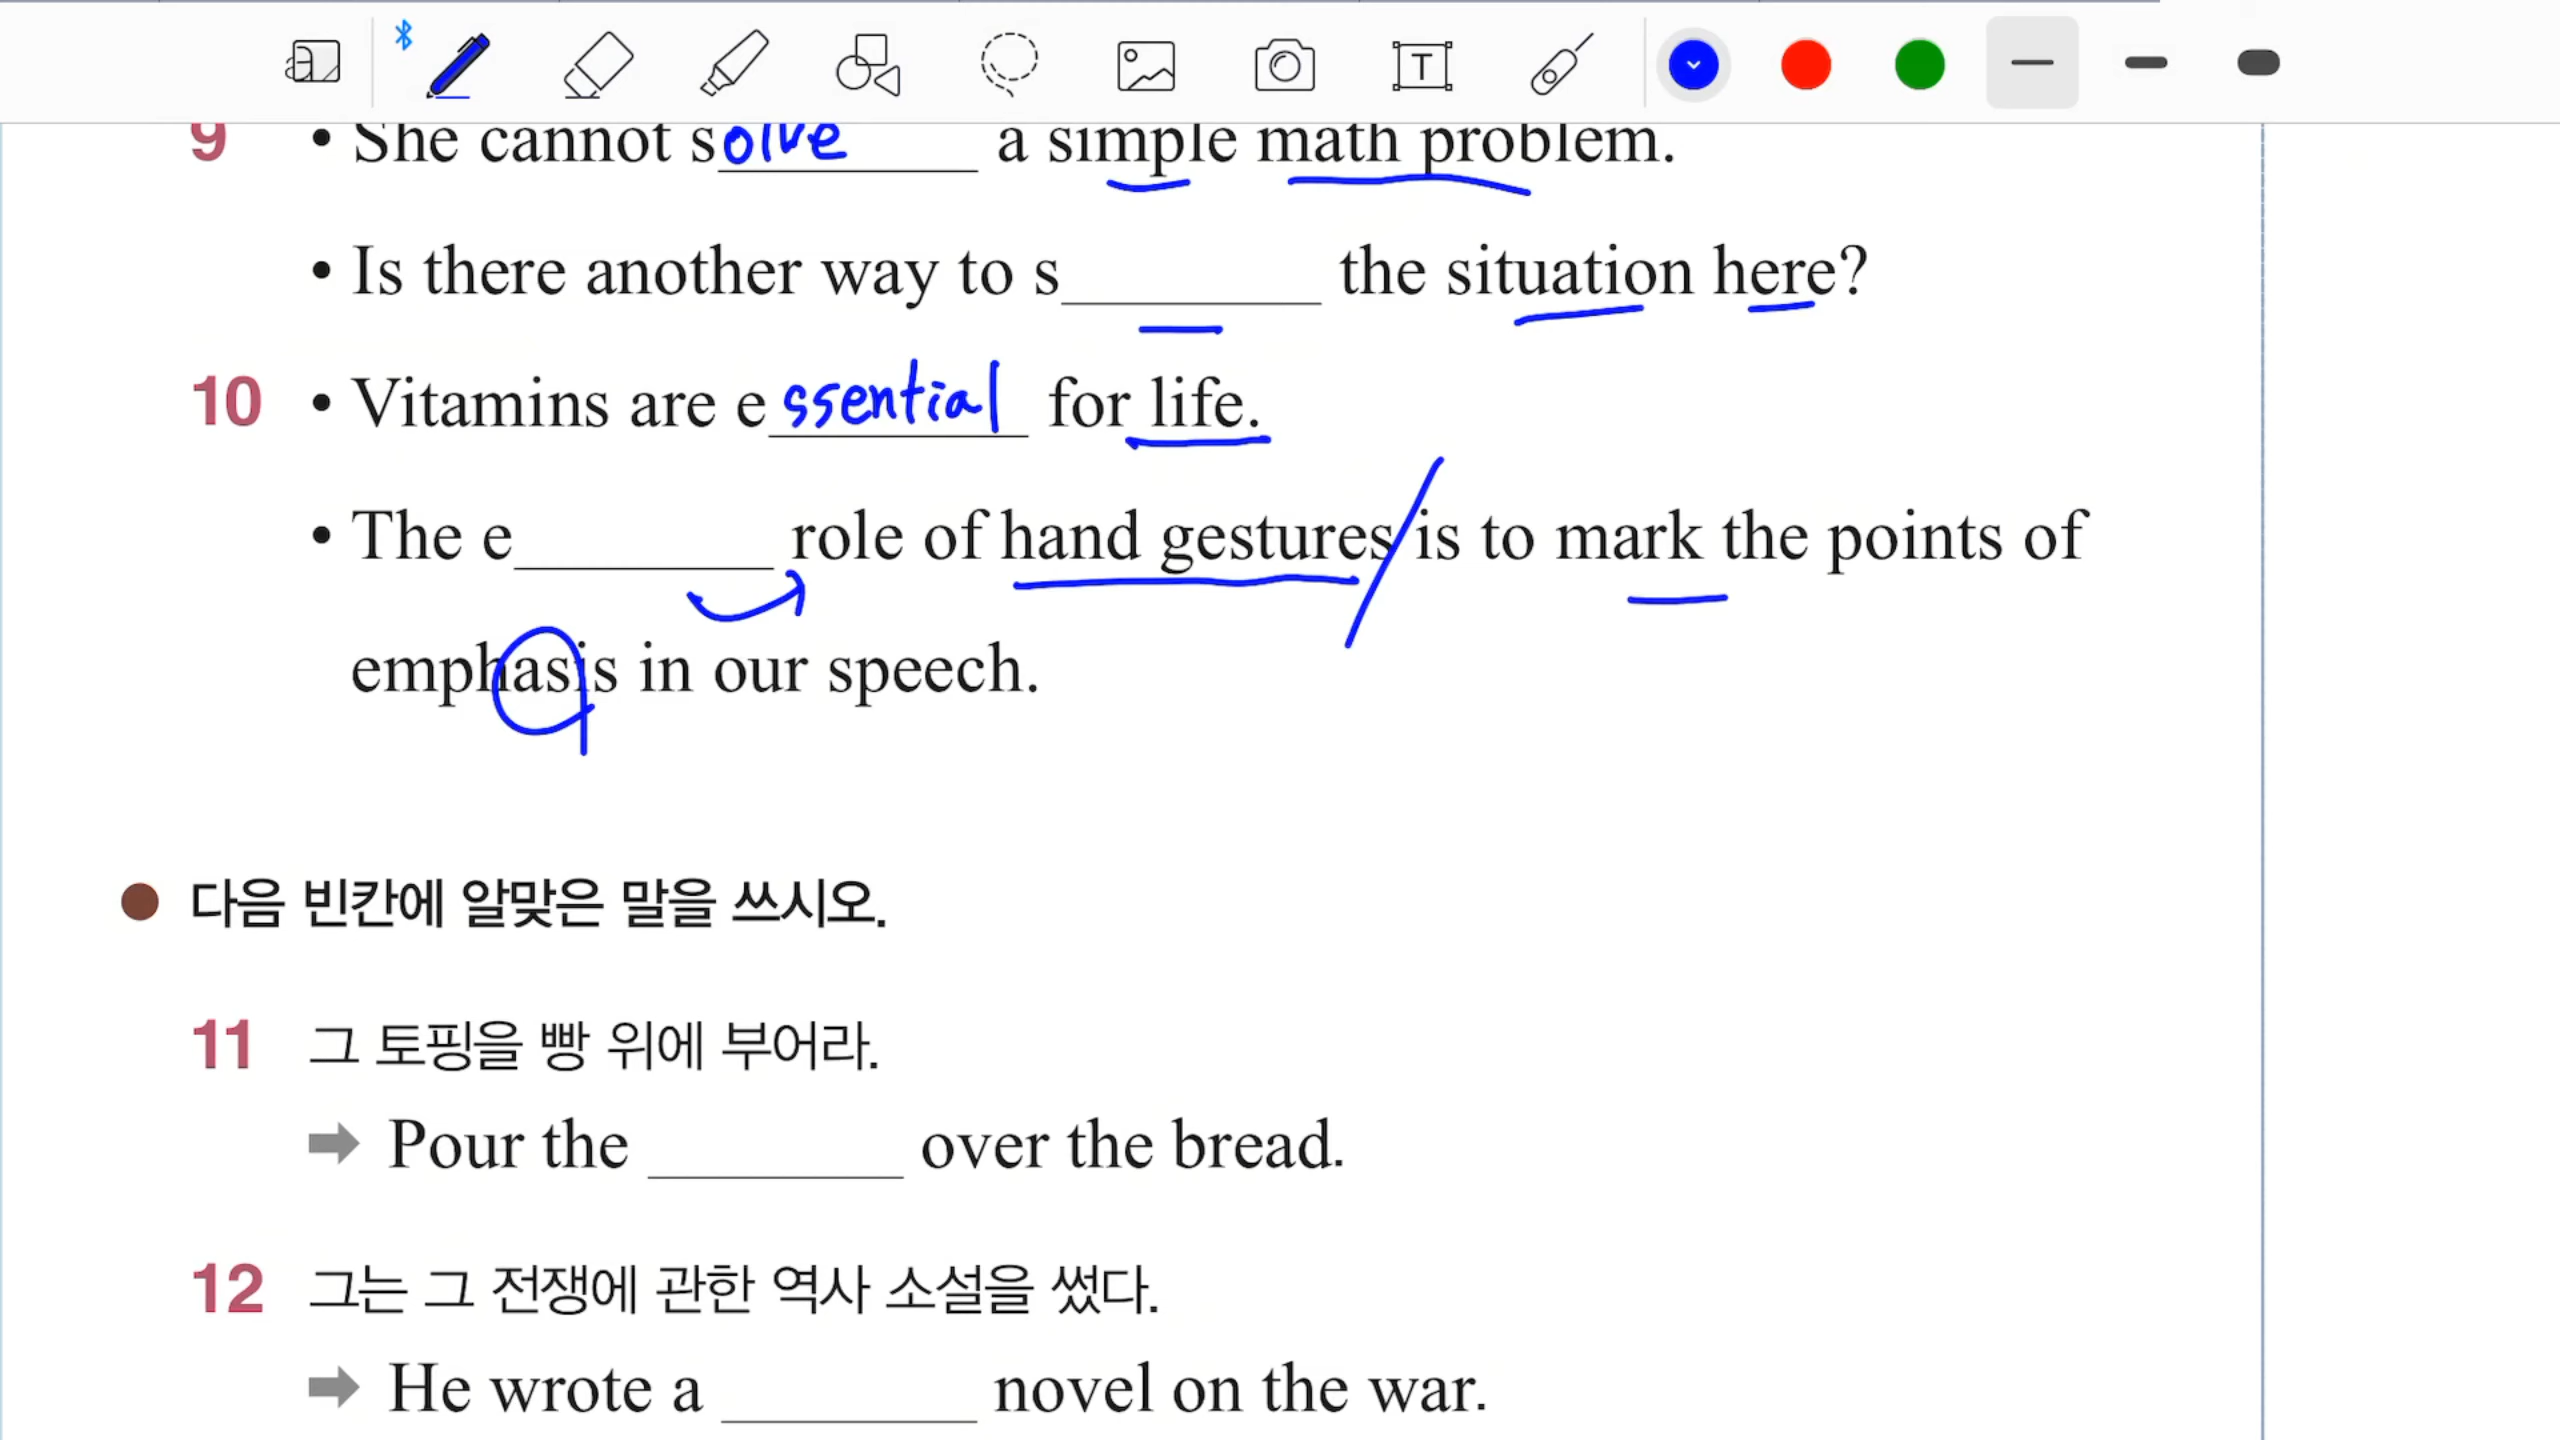 9 • She cannot solve a simple math problem.
• Is there another way to s________ the situation here?
10 • Vitamins are essential for life.
• The e________ role of hand gestures is to mark the points of
emphasis in our speech.
● 다음 빈칸에 알맞은 말을 쓰시오.
11 그 토핑을 빵 위에 부어라.
➡ Pour the ________ over the bread.
12 그는 그 전쟁에 관한 역사 소설을 썼다.
➡ He wrote a ________ novel on the war.